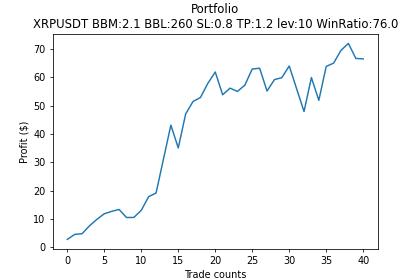 Portfolio
XRPUSDT BBM:2.1 BBL:260 SL:0.8 TP:1.2 lev:10 WinRatio:76.0
70
60
50
40
30
20
10
0
Profit ($)
0 5 10 15 20 25 30 35 40
Trade counts